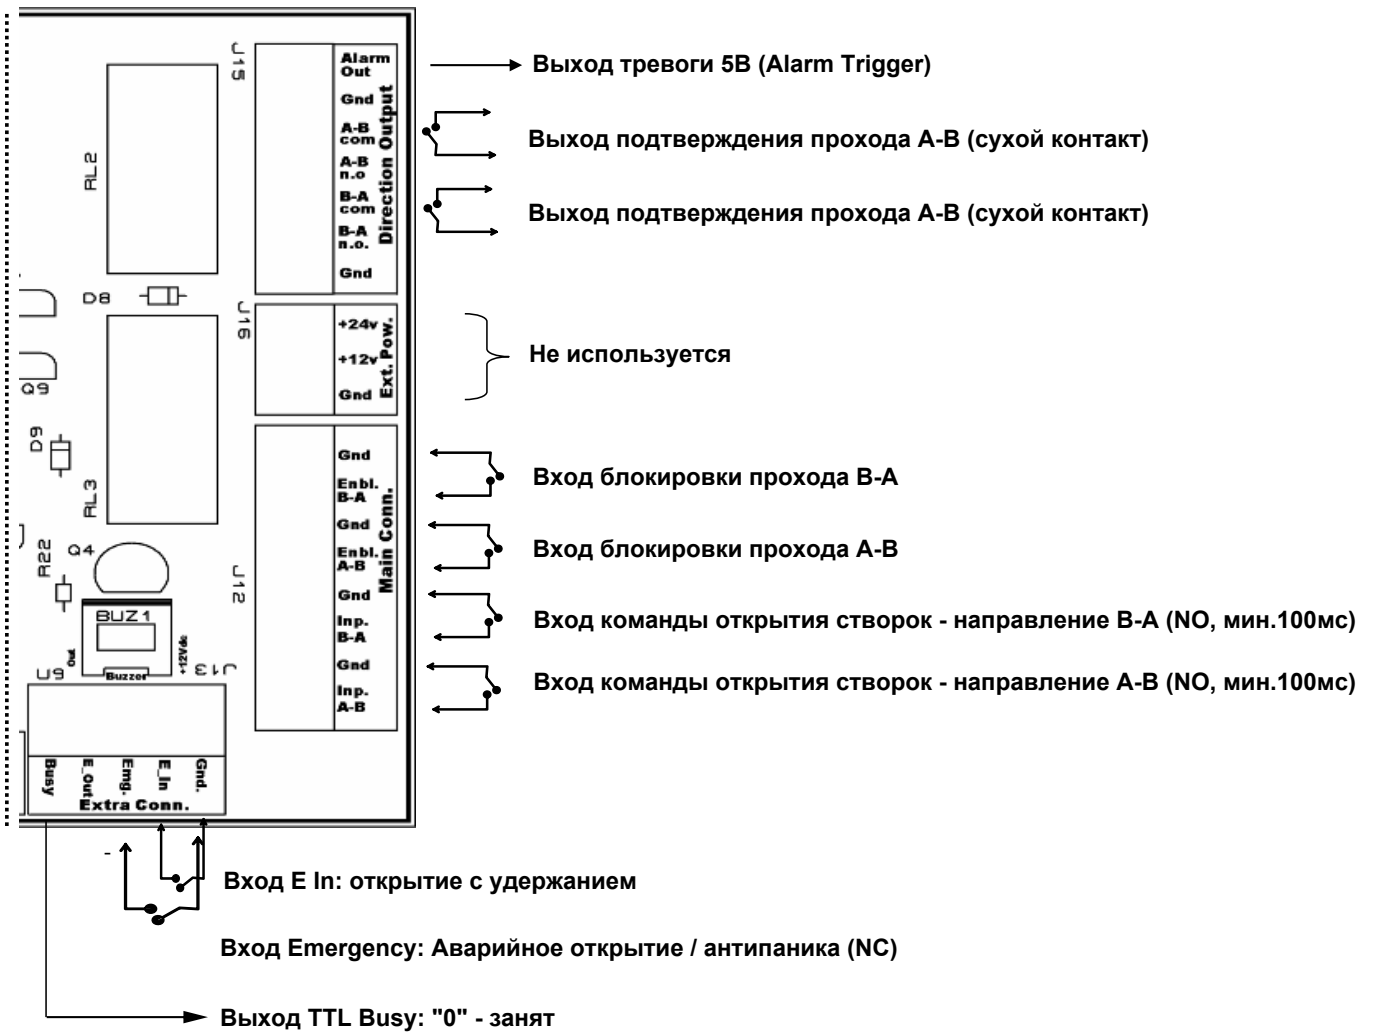 J15
Alarm
Out
Gnd
A-B
com
A-B
n.o
B-A
com
B-A
n.o.
Gnd
Direction Output
Выход тревоги 5В (Alarm Trigger)
Выход подтверждения прохода А-В (сухой контакт)
Выход подтверждения прохода А-В (сухой контакт)
RL2
D8
J16
+24v
+12v
Gnd
Ext. Pow.
Не используется
Q9
D9
RL3
R22
Q4
J12
Gnd
Enbl.
B-A
Gnd
Enbl.
A-B
Gnd
Inp.
B-A
Gnd
Inp.
A-B
Main Conn.
Вход блокировки прохода В-А
Вход блокировки прохода А-В
Вход команды открытия створок - направление В-А (NO, мин.100мс)
Вход команды открытия створок - направление А-В (NO, мин.100мс)
BUZ1
Out
+12Vdc
Buzzer
U9
J13
Busy
E_Out
Emg.
E_In
Gnd.
Extra Conn.
-
Вход E In: открытие с удержанием
Вход Emergency: Аварийное открытие / антипаника (NC)
Выход TTL Busy: "0" - занят